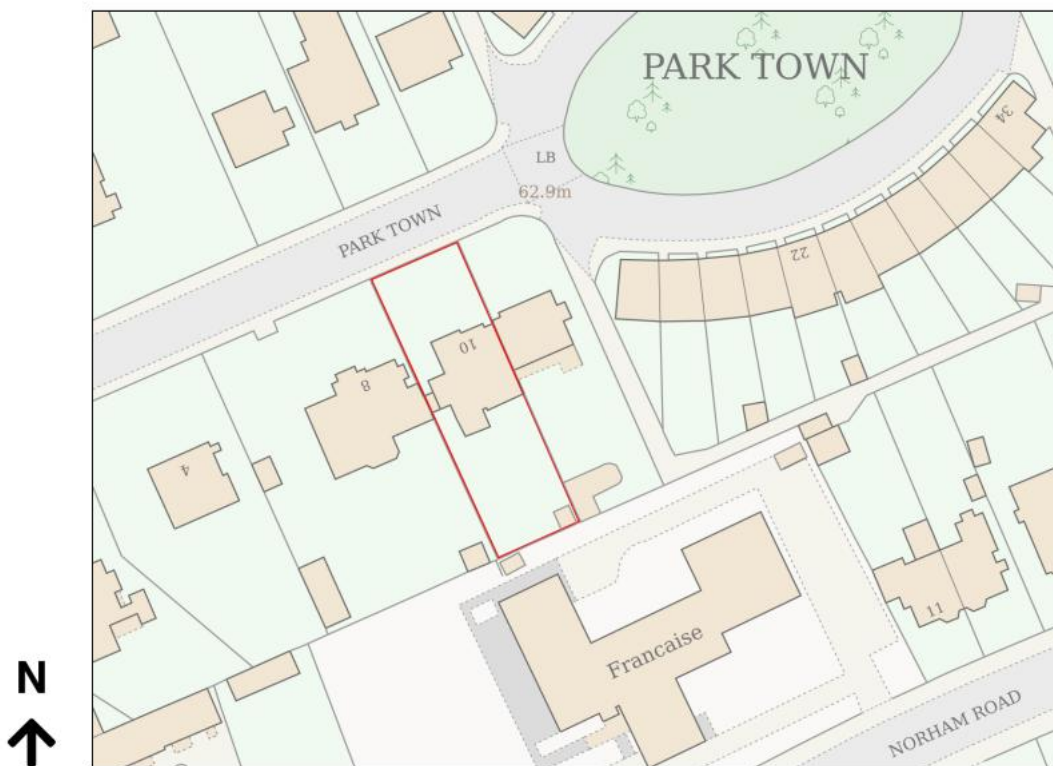 PARK TOWN
LB
62.9m
PARK TOWN
34
22
10
8
4
Francaise
11
NORHAM ROAD
N